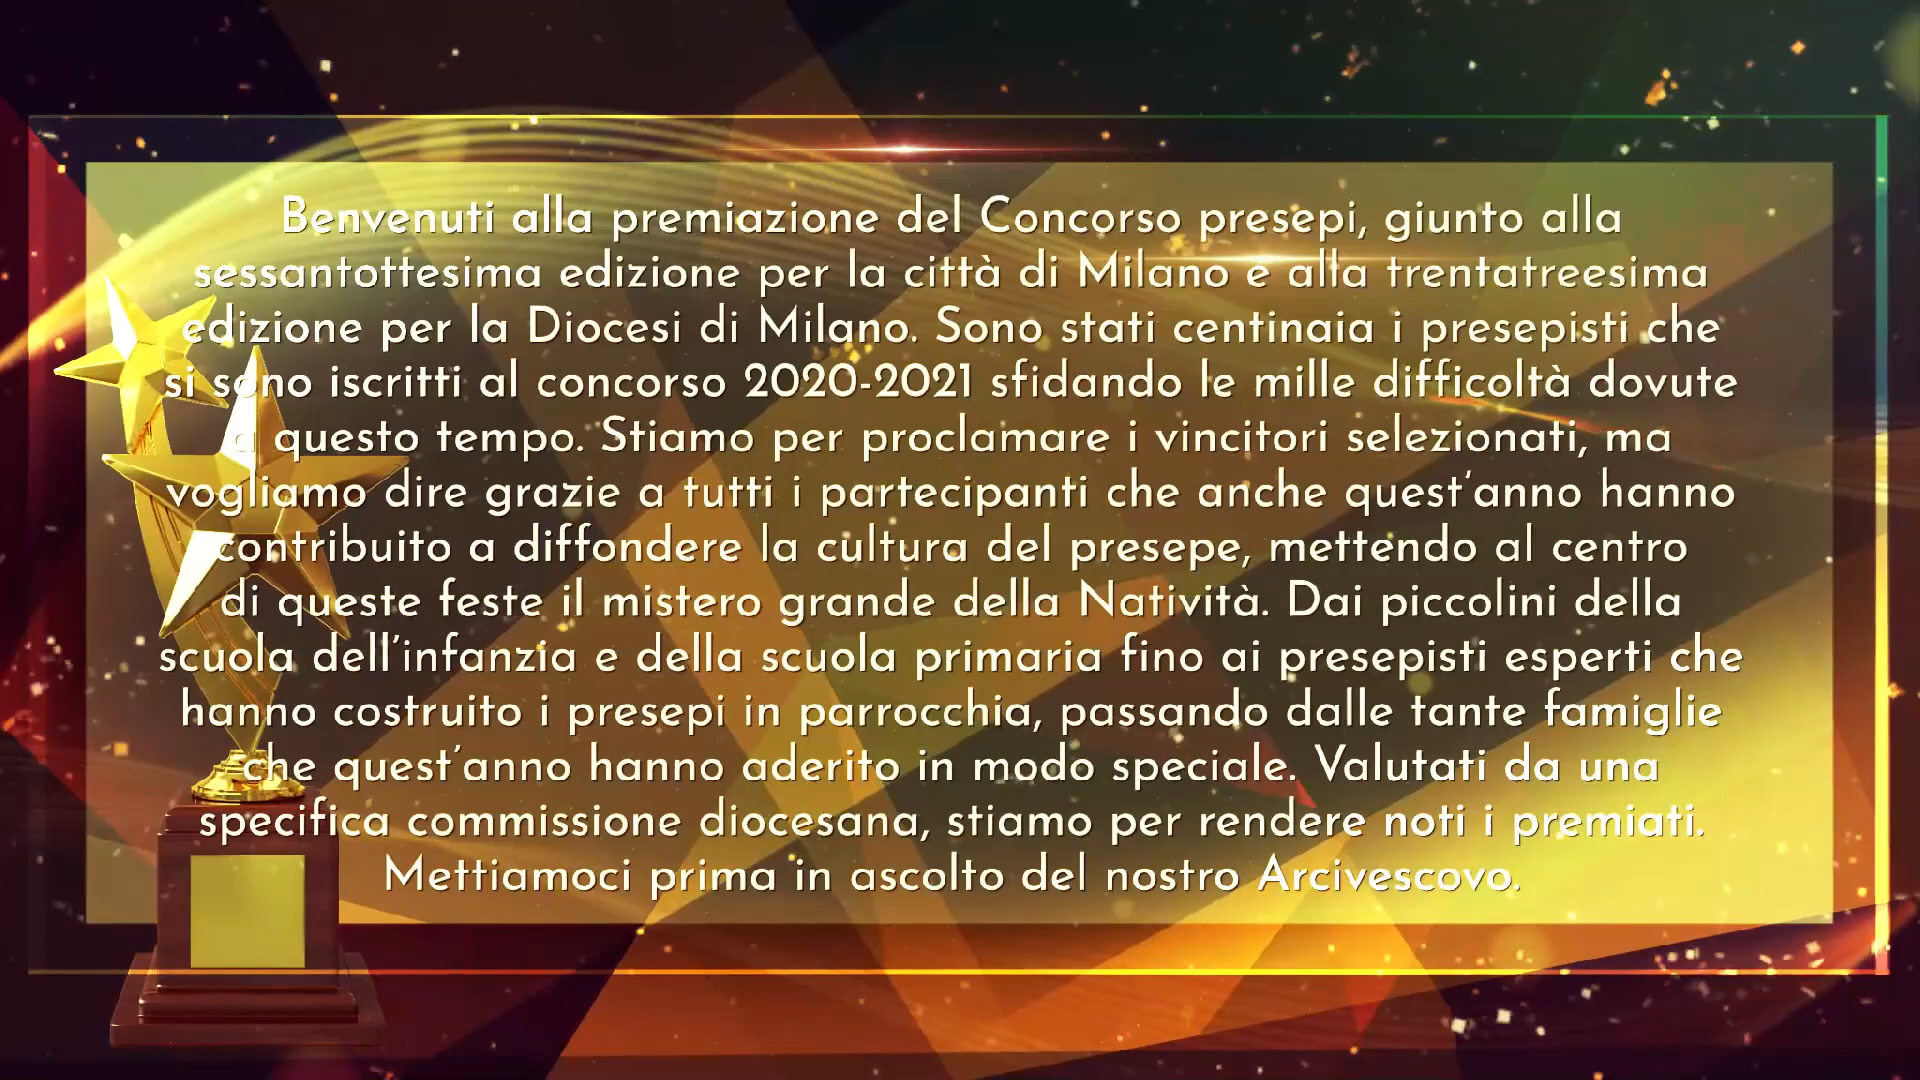 Benvenuti alla premiazione del Concorso presepi, giunto alla
sessantottesima edizione per la città di Milano e alla trentatreesima
edizione per la Diocesi di Milano. Sono stati centinaia i presepisti che
si sono iscritti al concorso 2020-2021 sfidando le mille difficoltà dovute
a questo tempo. Stiamo per proclamare i vincitori selezionati, ma
vogliamo dire grazie a tutti i partecipanti che anche quest'anno hanno
contribuito a diffondere la cultura del presepe, mettendo al centro
di queste feste il mistero grande della Natività. Dai piccolini della
scuola dell'infanzia e della scuola primaria fino ai presepisti esperti che
hanno costruito i presepi in parrocchia, passando dalle tante famiglie
che quest'anno hanno aderito in modo speciale. Valutati da una
specifica commissione diocesana, stiamo per rendere noti i premiati.
Mettiamoci prima in ascolto del nostro Arcivescovo.